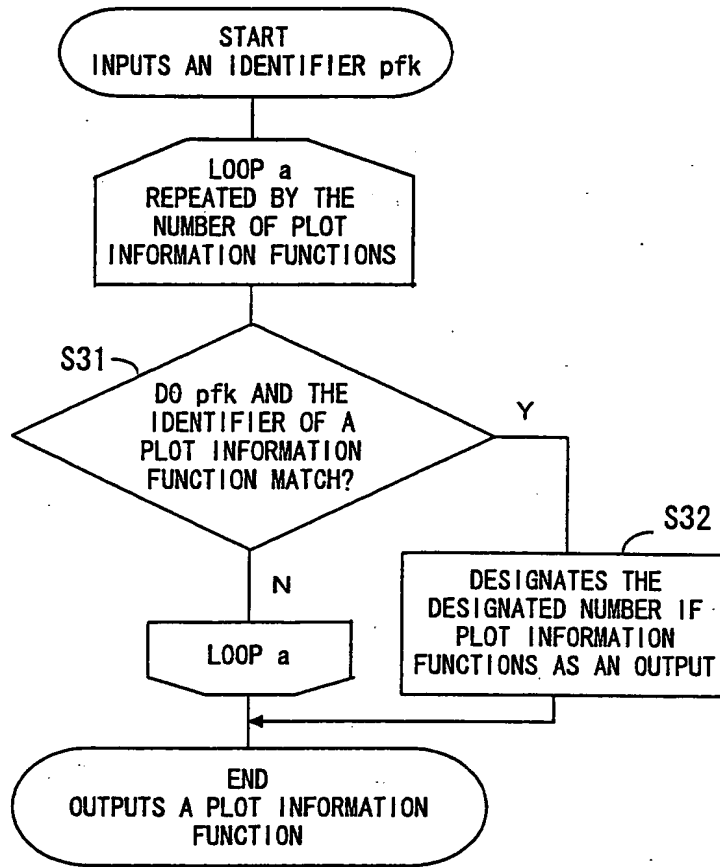 START
INPUTS AN IDENTIFIER pfk
LOOP a
REPEATED BY THE
NUMBER OF PLOT
INFORMATION FUNCTIONS
S31
DO pfk AND THE
IDENTIFIER OF A
PLOT INFORMATION
FUNCTION MATCH?
Y
S32
N
DESIGNATES THE
DESIGNATED NUMBER IF
PLOT INFORMATION
FUNCTIONS AS AN OUTPUT
LOOP a
END
OUTPUTS A PLOT INFORMATION
FUNCTION